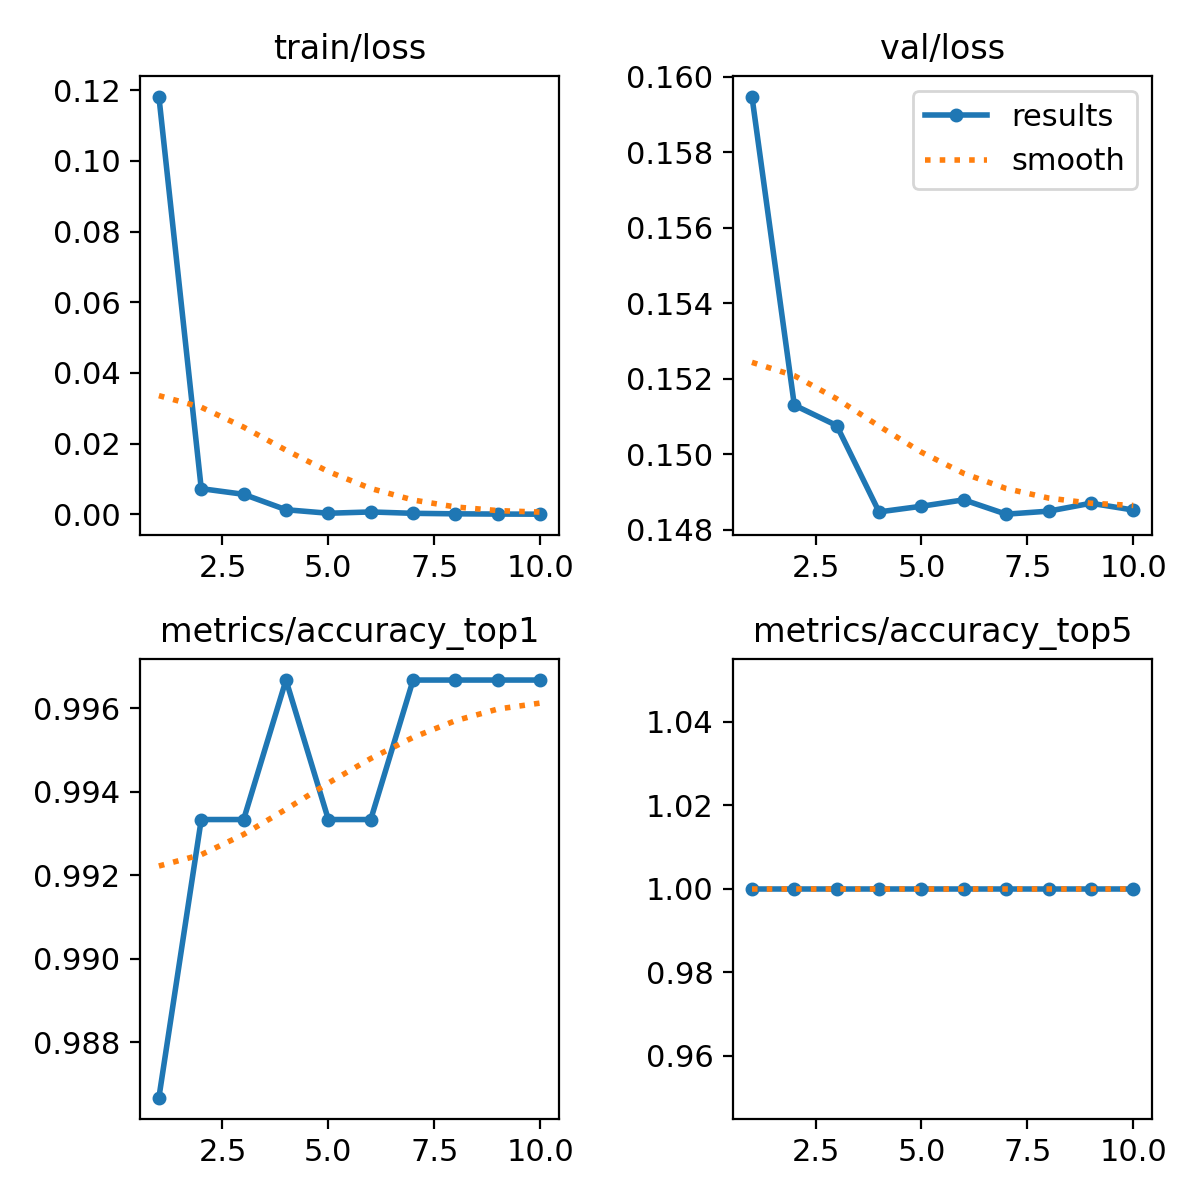 train/loss
0.12
0.10
0.08
0.06
0.04
0.02
0.00
2.5 5.0 7.5 10.0
val/loss
0.160
0.158
0.156
0.154
0.152
0.150
0.148
results
smooth
2.5 5.0 7.5 10.0
metrics/accuracy_top1
0.996
0.994
0.992
0.990
0.988
2.5 5.0 7.5 10.0
metrics/accuracy_top5
1.04
1.02
1.00
0.98
0.96
2.5 5.0 7.5 10.0